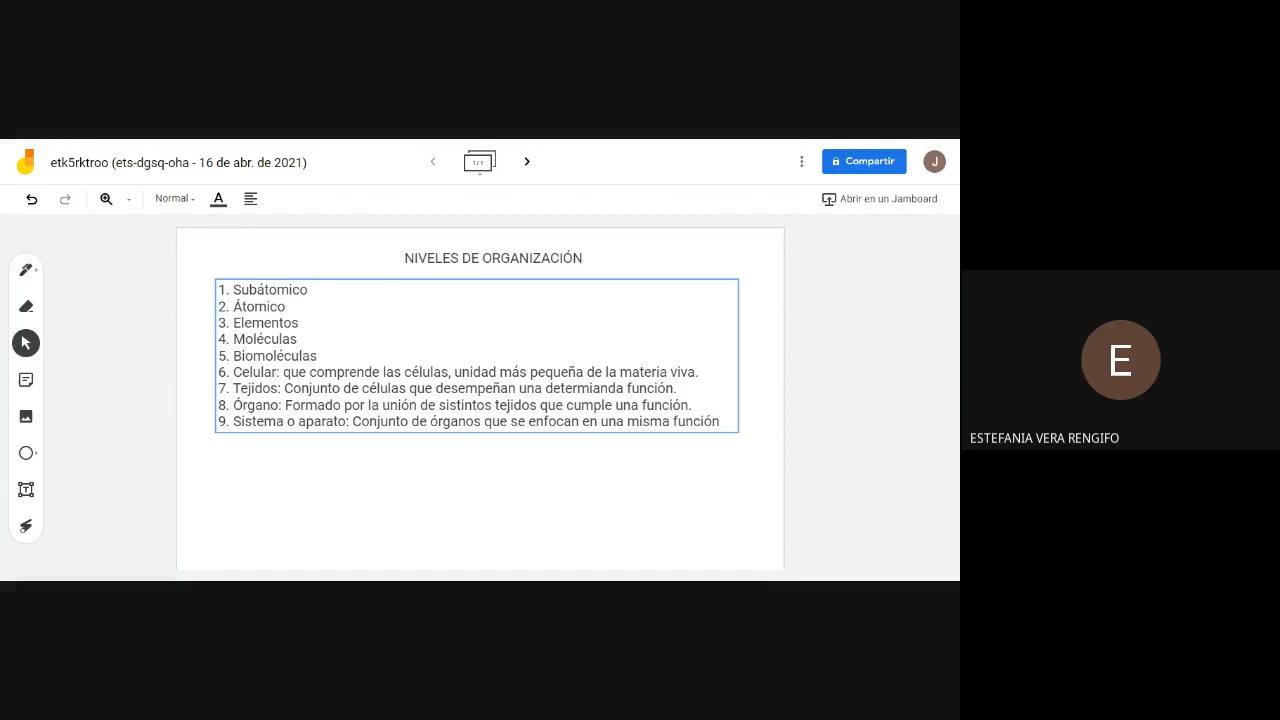 etk5rktroo (ets-dgsq-oha - 16 de abr. de 2021)
1/1
Compartir
J
Normal
A
Abrir en un Jamboard
NIVELES DE ORGANIZACIÓN
1. Subátomico
2. Átomico
3. Elementos
4. Moléculas
5. Biomoléculas
6. Celular: que comprende las células, unidad más pequeña de la materia viva.
7. Tejidos: Conjunto de células que desempeñan una determianda función.
8. Órgano: Formado por la unión de sistintos tejidos que cumple una función.
9. Sistema o aparato: Conjunto de órganos que se enfocan en una misma función
E
ESTEFANIA VERA RENGIFO